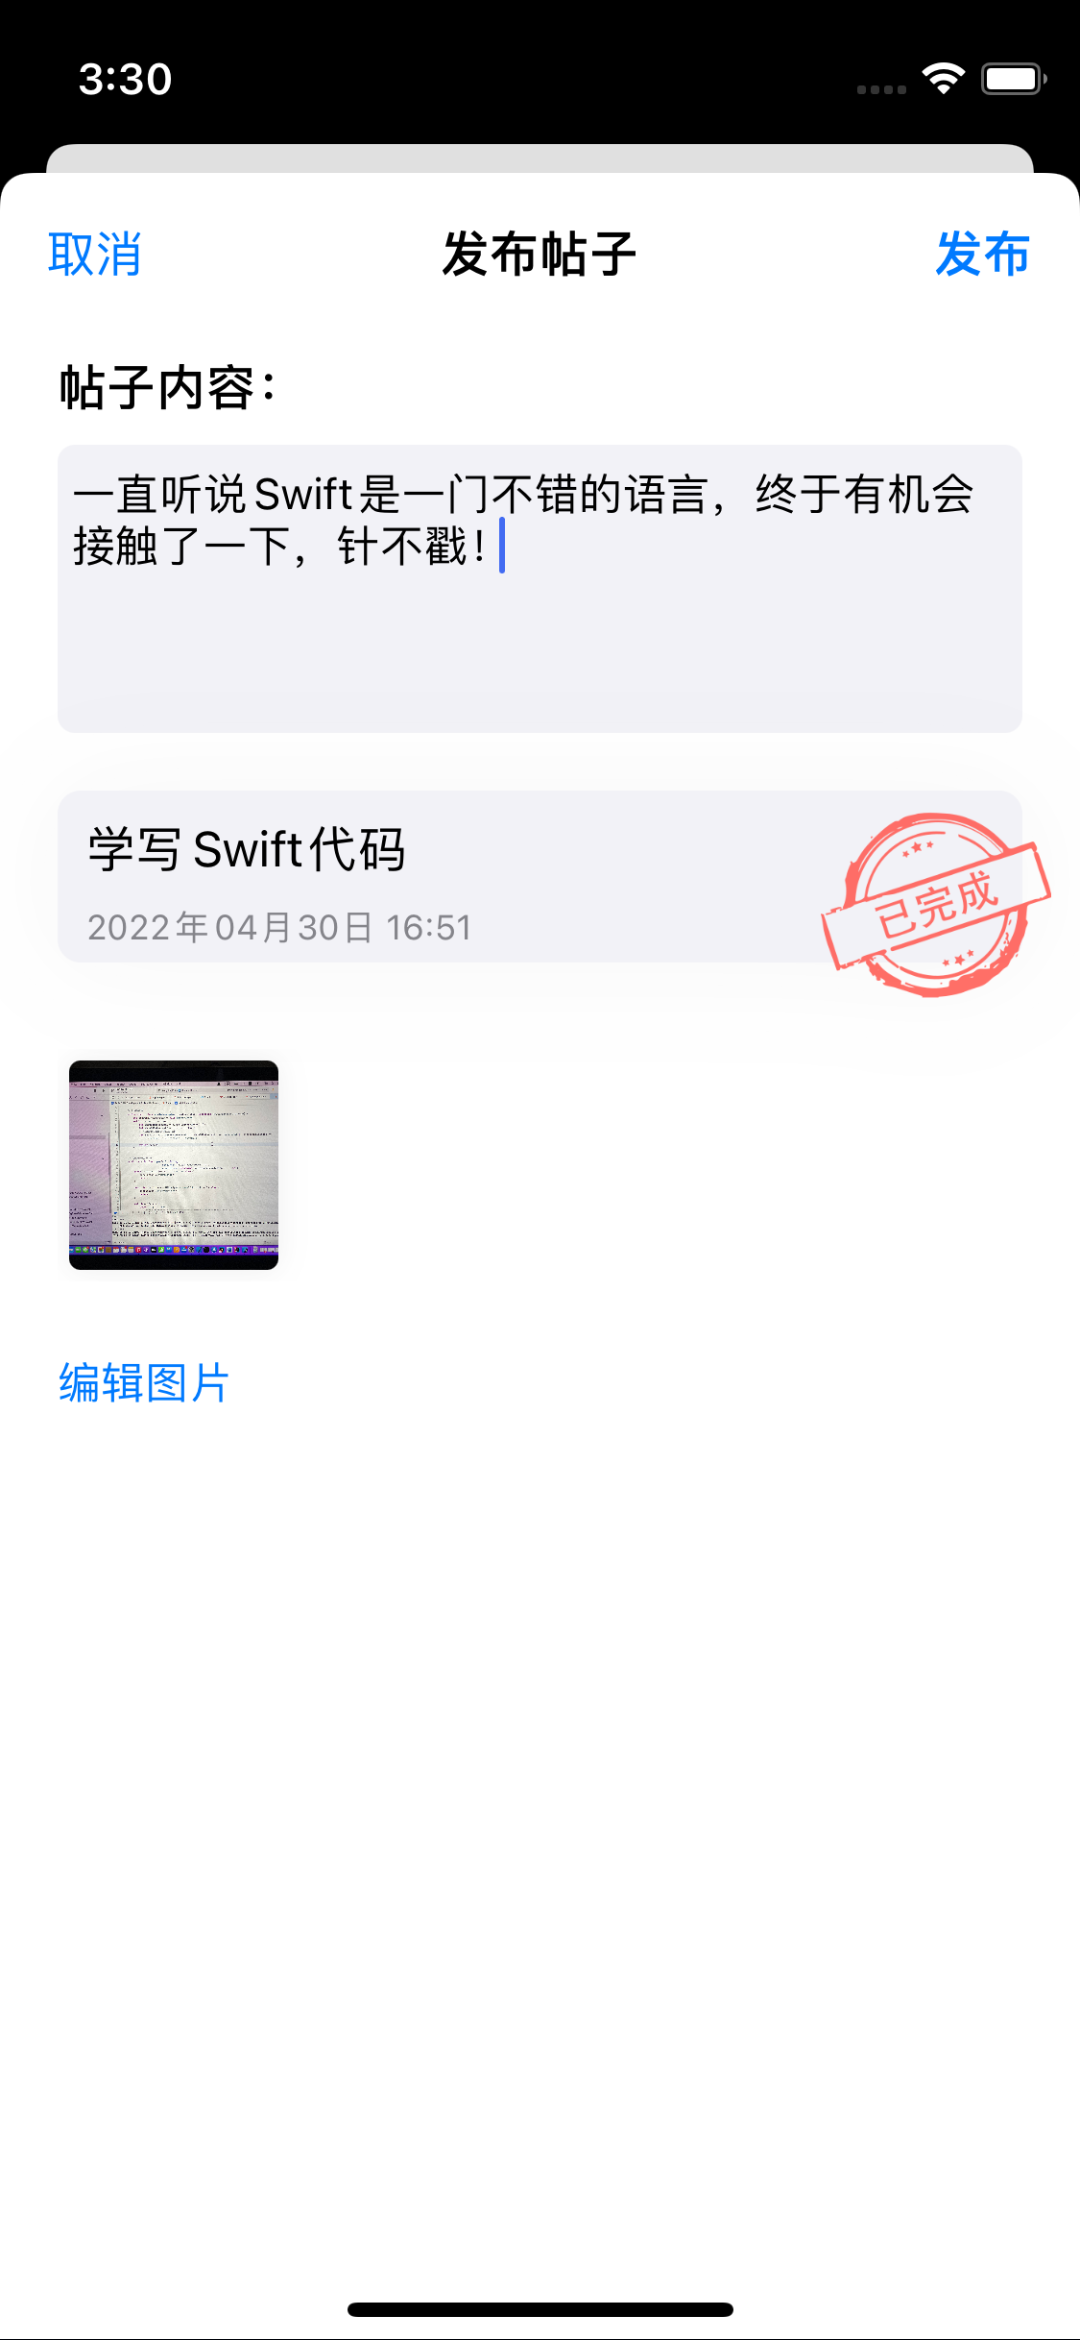 3:30
取消
发布帖子
发布
帖子内容：
一直听说Swift是一门不错的语言，终于有机会
接触了一下，针不戳！
学写Swift代码
2022年04月30日 16:51
已完成
编辑图片